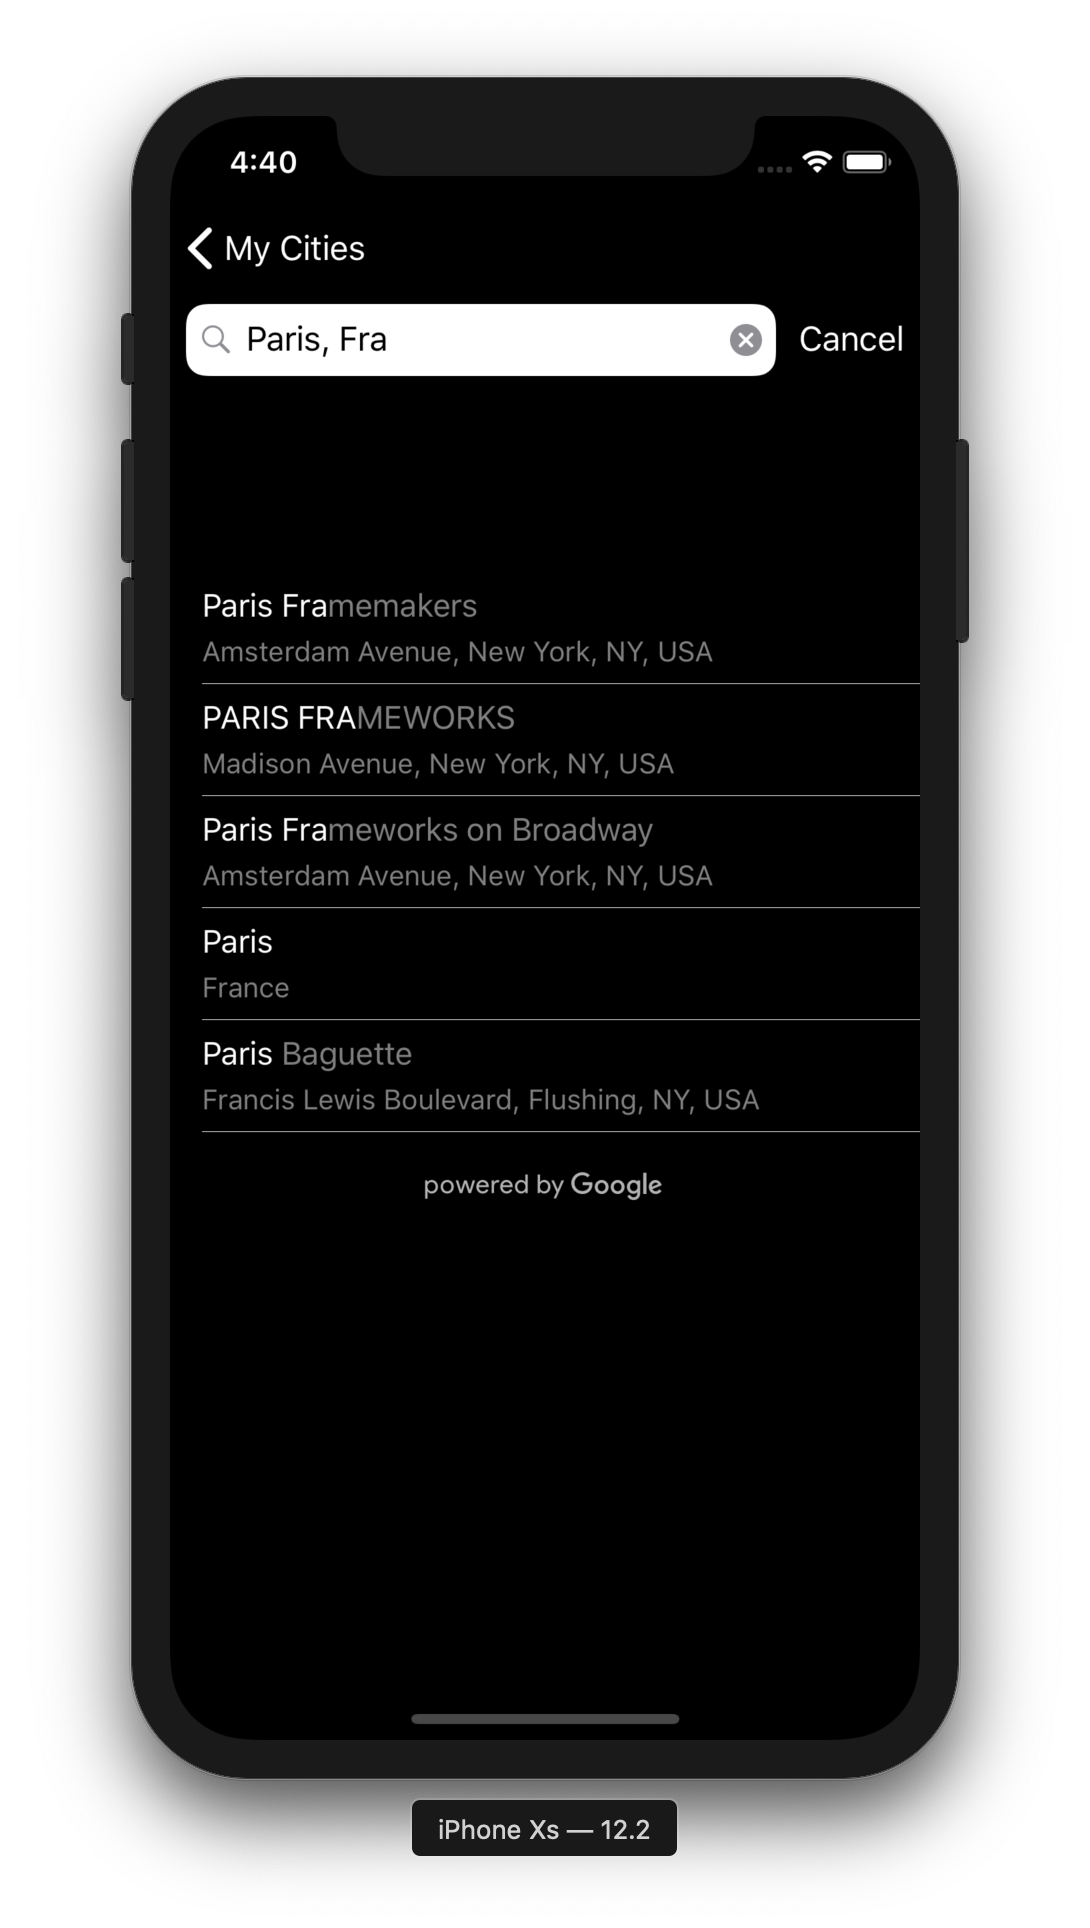 4:40
My Cities
Paris, Fra
Cancel
Paris Framemakers
Amsterdam Avenue, New York, NY, USA
PARIS FRAMEWORKS
Madison Avenue, New York, NY, USA
Paris Frameworks on Broadway
Amsterdam Avenue, New York, NY, USA
Paris
France
Paris Baguette
Francis Lewis Boulevard, Flushing, NY, USA
powered by Google
iPhone Xs — 12.2